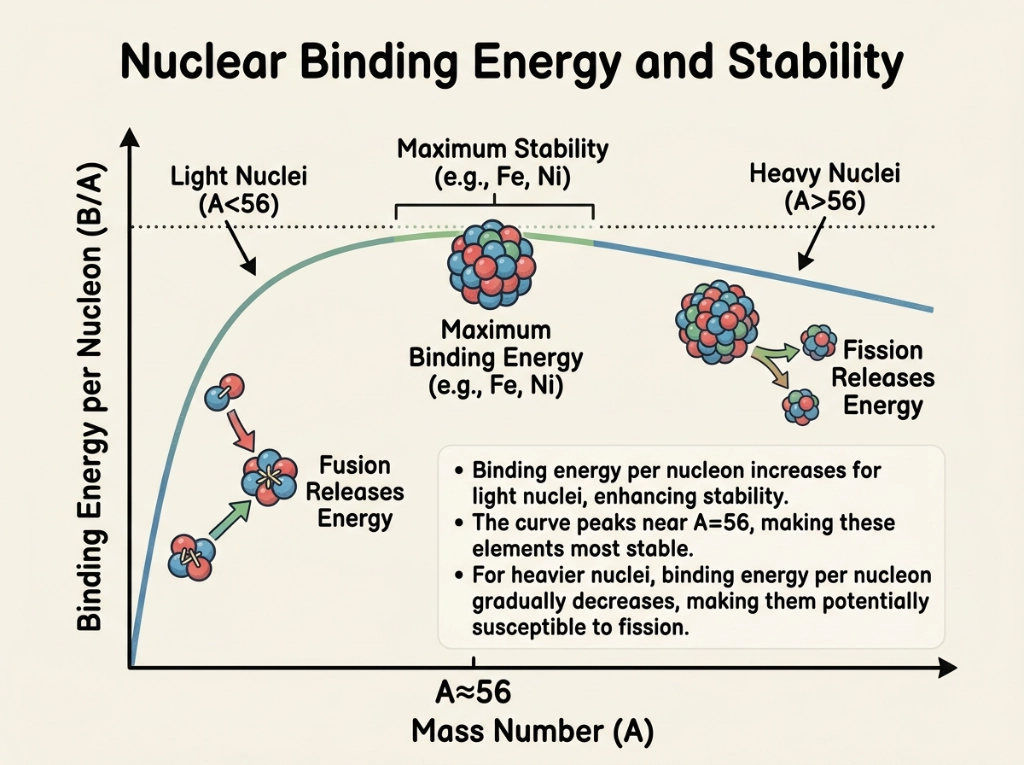 Nuclear Binding Energy and Stability
Binding Energy per Nucleon (B/A)
Light Nuclei
(A<56)
Maximum Stability
(e.g., Fe, Ni)
Heavy Nuclei
(A>56)
Maximum
Binding Energy
(e.g., Fe, Ni)
Fission
Releases
Energy
Fusion
Releases
Energy
• Binding energy per nucleon increases for
light nuclei, enhancing stability.
• The curve peaks near A=56, making these
elements most stable.
• For heavier nuclei, binding energy per nucleon
gradually decreases, making them potentially
susceptible to fission.
A≈56
Mass Number (A)